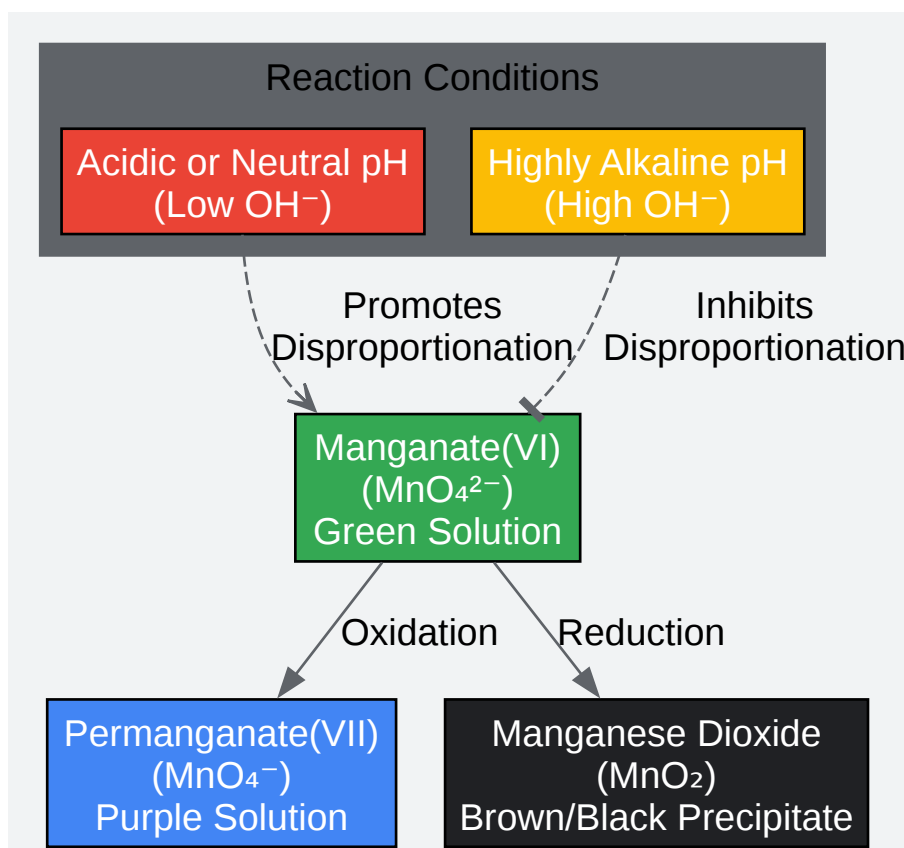 Reaction Conditions
Acidic or Neutral pH
(Low OH⁻)
Highly Alkaline pH
(High OH⁻)
Promotes
Disproportionation
Inhibits
Disproportionation
Manganate(VI)
(MnO₄²⁻)
Green Solution
Oxidation
Reduction
Permanganate(VII)
(MnO₄⁻)
Purple Solution
Manganese Dioxide
(MnO₂)
Brown/Black Precipitate